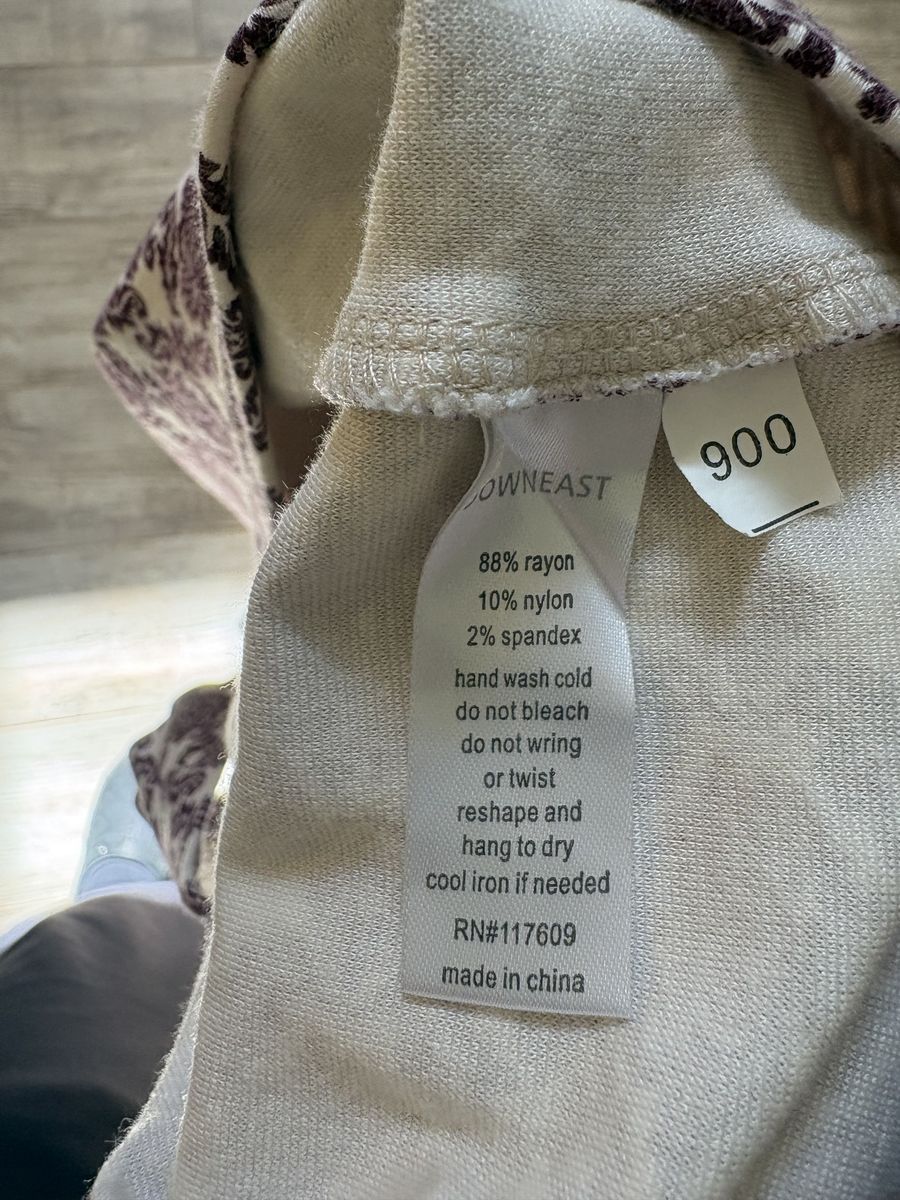 DOWNEAST
900
88% rayon
10% nylon
2% spandex
hand wash cold
do not bleach
do not wring
or twist
reshape and
hang to dry
cool iron if needed
RN#117609
made in china